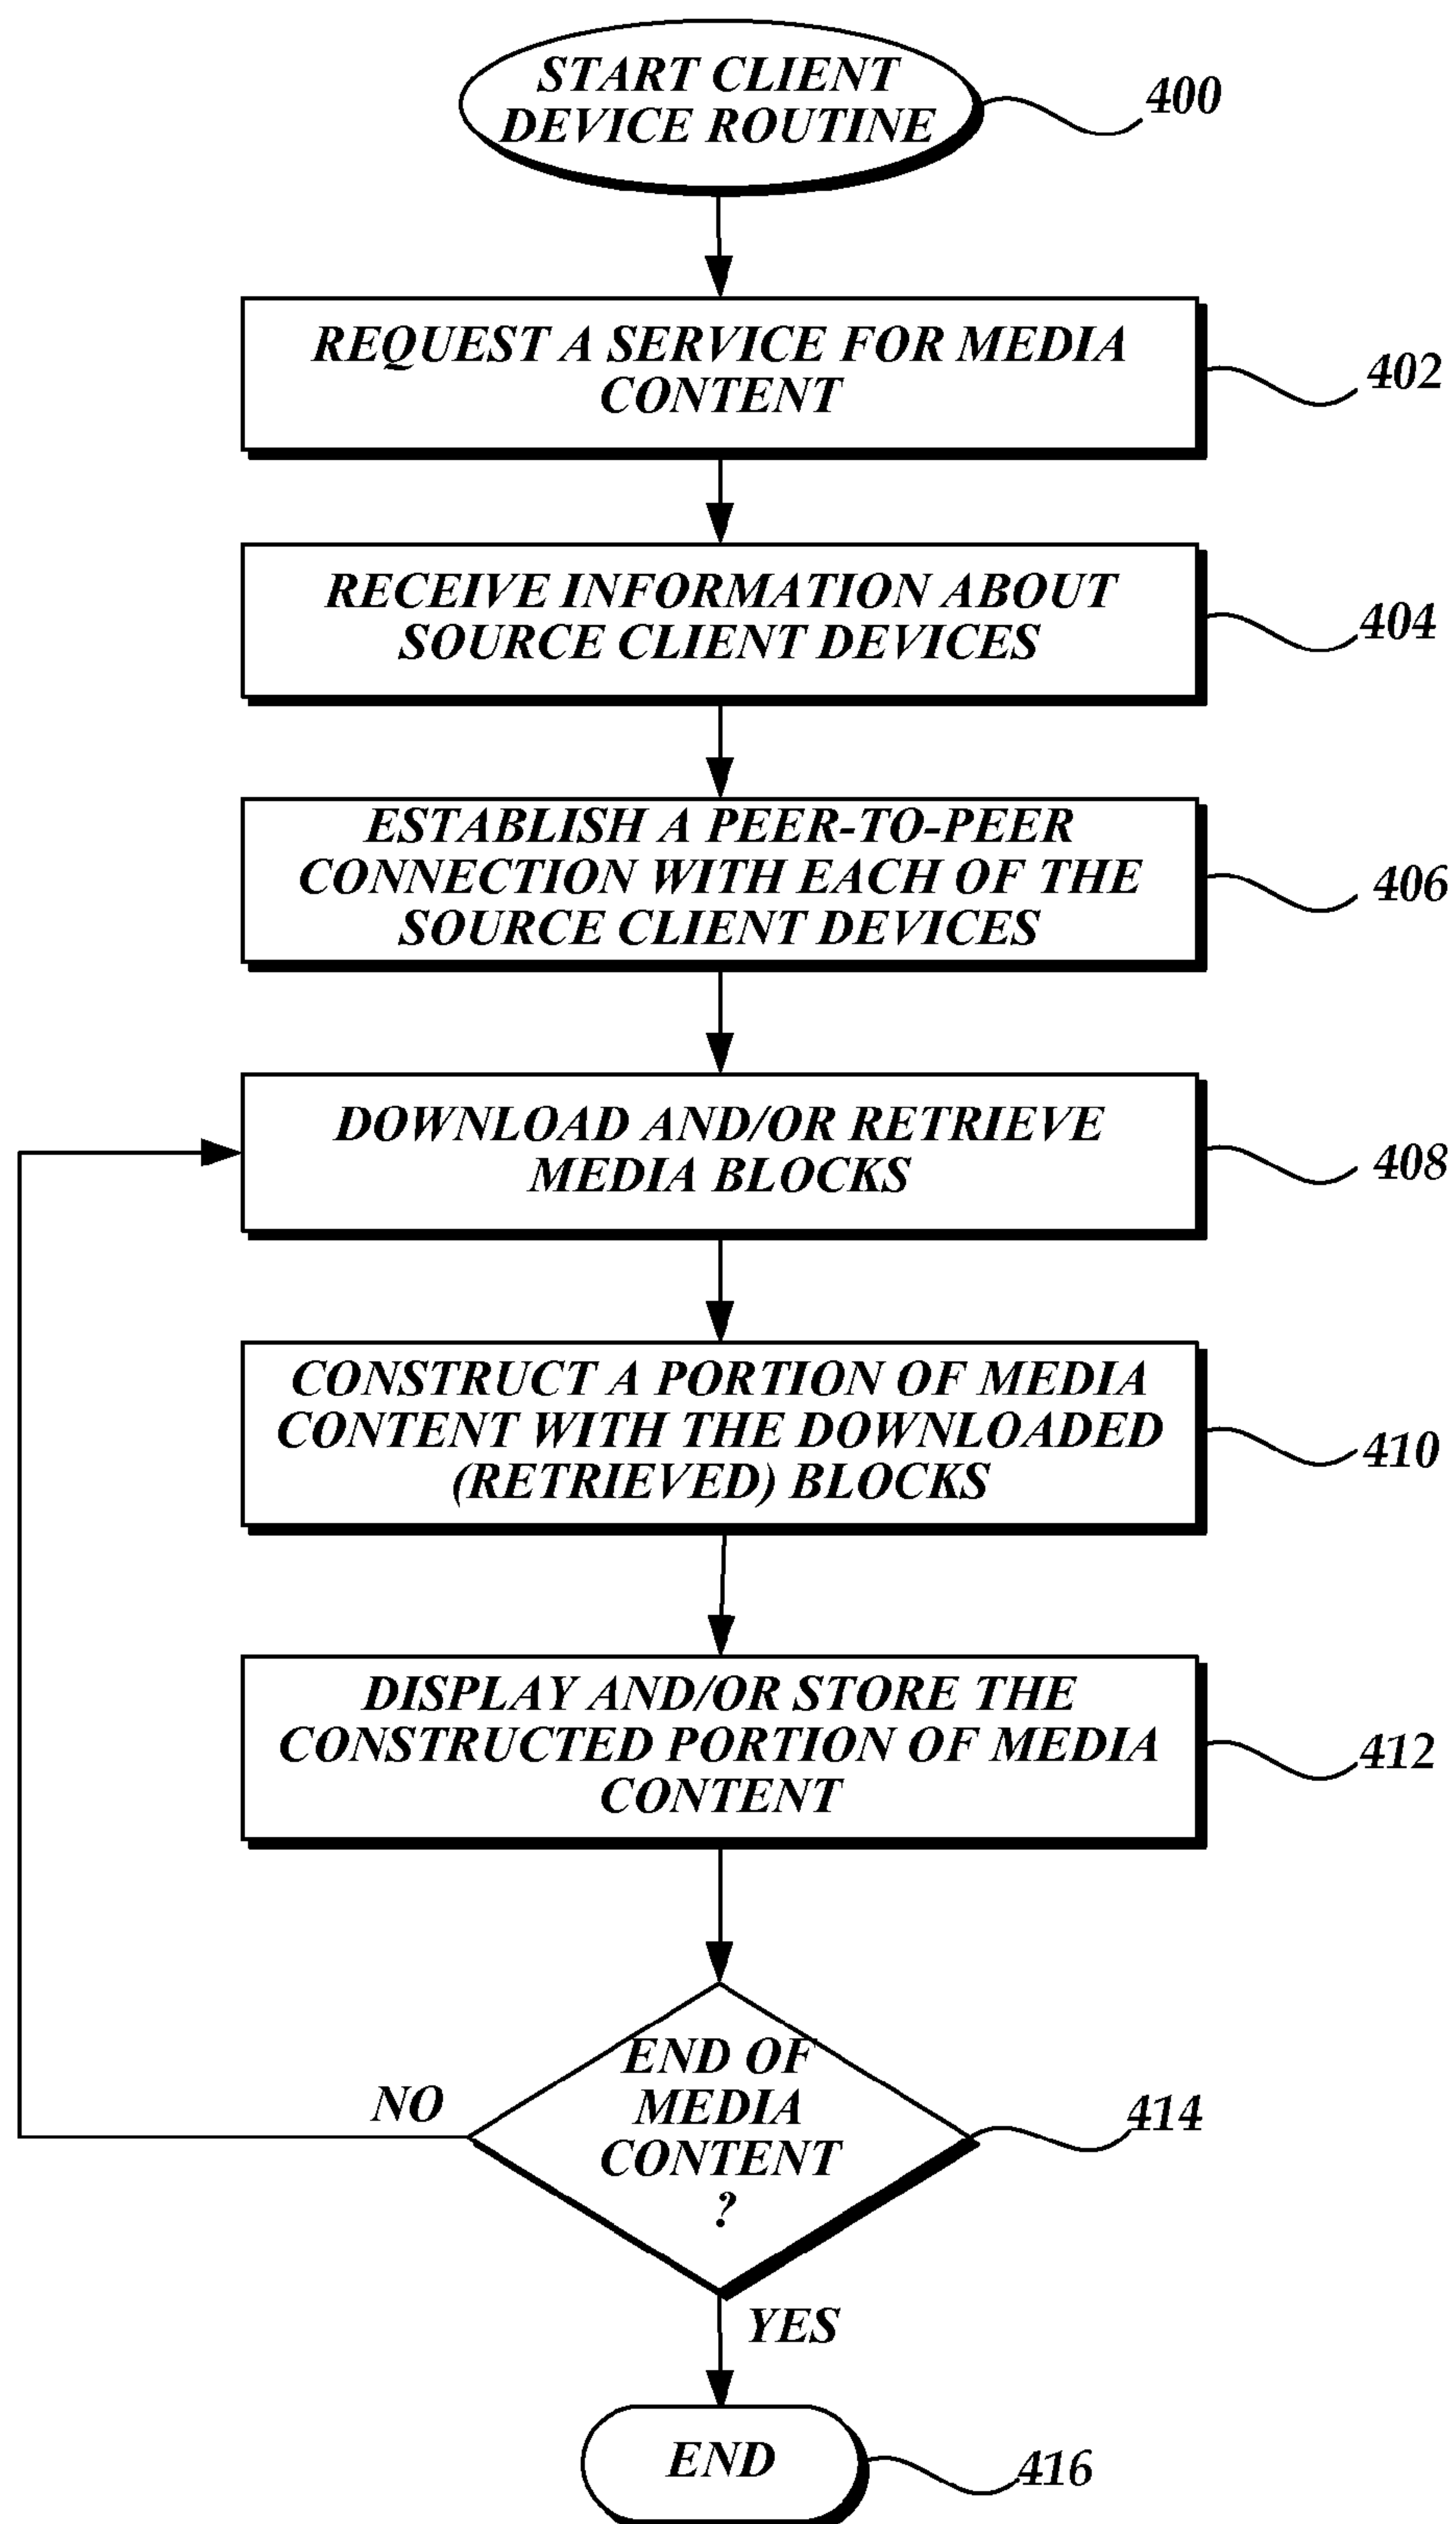 START CLIENT
DEVICE ROUTINE
400
REQUEST A SERVICE FOR MEDIA
CONTENT
402
RECEIVE INFORMATION ABOUT
SOURCE CLIENT DEVICES
404
ESTABLISH A PEER-TO-PEER
CONNECTION WITH EACH OF THE
SOURCE CLIENT DEVICES
406
DOWNLOAD AND/OR RETRIEVE
MEDIA BLOCKS
408
CONSTRUCT A PORTION OF MEDIA
CONTENT WITH THE DOWNLOADED
(RETRIEVED) BLOCKS
410
DISPLAY AND/OR STORE THE
CONSTRUCTED PORTION OF MEDIA
CONTENT
412
END OF
MEDIA
CONTENT
?
NO
414
YES
END
416